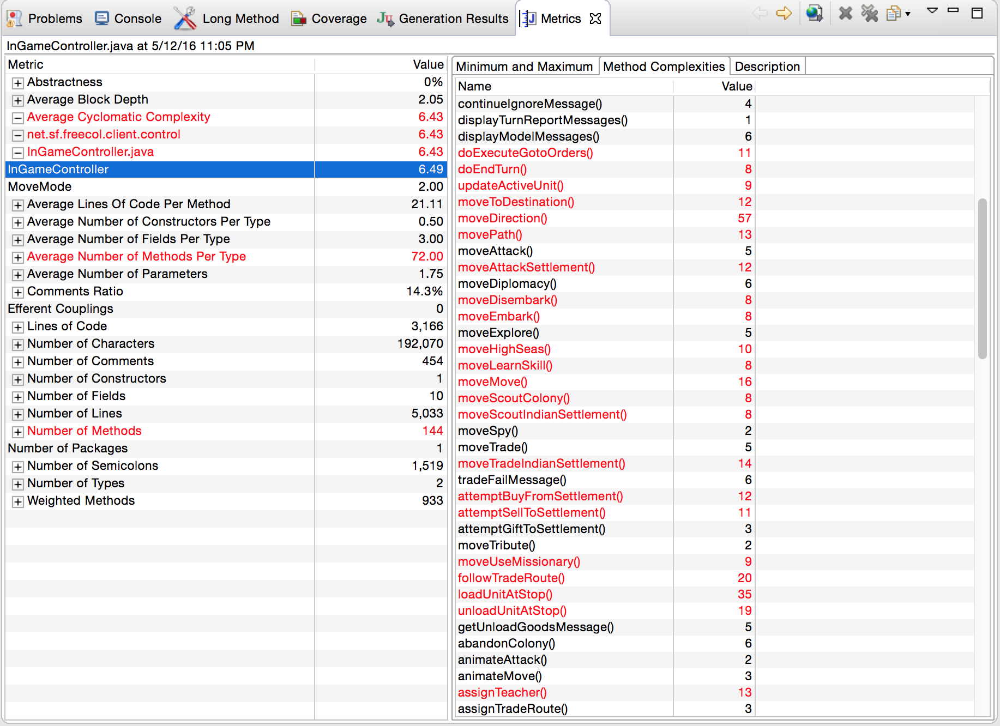 Problems Console Long Method Coverage Generation Results Metrics
InGameController.java at 5/12/16 11:05 PM
Metric Value
Abstractness 0%
Average Block Depth 2.05
Average Cyclomatic Complexity 6.43
net.sf.freecol.client.control 6.43
InGameController.java 6.43
InGameController 6.49
MoveMode 2.00
Average Lines Of Code Per Method 21.11
Average Number of Constructors Per Type 0.50
Average Number of Fields Per Type 3.00
Average Number of Methods Per Type 72.00
Average Number of Parameters 1.75
Comments Ratio 14.3%
Efferent Couplings 0
Lines of Code 3,166
Number of Characters 192,070
Number of Comments 454
Number of Constructors 1
Number of Fields 10
Number of Lines 5,033
Number of Methods 144
Number of Packages 1
Number of Semicolons 1,519
Number of Types 2
Weighted Methods 933
Minimum and Maximum Method Complexities Description
Name Value
continueIgnoreMessage() 4
displayTurnReportMessages() 1
displayModelMessages() 6
doExecuteGotoOrders() 11
doEndTurn() 8
updateActiveUnit() 9
moveToDestination() 12
moveDirection() 57
movePath() 13
moveAttack() 5
moveAttackSettlement() 12
moveDiplomacy() 6
moveDisembark() 8
moveEmbark() 8
moveExplore() 5
moveHighSeas() 10
moveLearnSkill() 8
moveMove() 16
moveScoutColony() 8
moveScoutIndianSettlement() 8
moveSpy() 2
moveTrade() 5
moveTradeIndianSettlement() 14
tradeFailMessage() 6
attemptBuyFromSettlement() 12
attemptSellToSettlement() 11
attemptGiftToSettlement() 3
moveTribute() 2
moveUseMissionary() 9
followTradeRoute() 20
loadUnitAtStop() 35
unloadUnitAtStop() 19
getUnloadGoodsMessage() 5
abandonColony() 6
animateAttack() 2
animateMove() 3
assignTeacher() 13
assignTradeRoute() 3